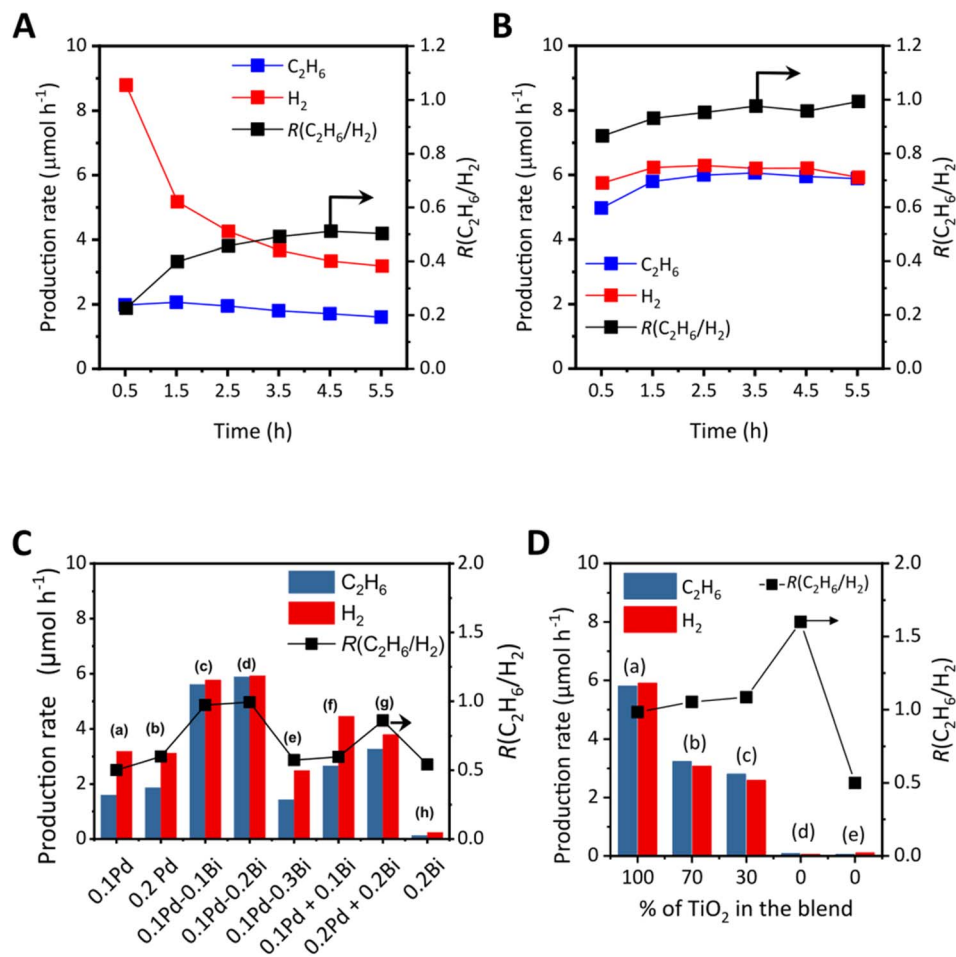 A
Production rate (µmol h⁻¹)
10
8
6
4
2
0
C₂H₆
H₂
R(C₂H₆/H₂)
1.2
1.0
0.8
0.6
0.4
0.2
0.0
R(C₂H₆/H₂)
0.5 1.5 2.5 3.5 4.5 5.5
Time (h)
B
Production rate (µmol h⁻¹)
10
8
6
4
2
0
C₂H₆
H₂
R(C₂H₆/H₂)
1.2
1.0
0.8
0.6
0.4
0.2
0.0
R(C₂H₆/H₂)
0.5 1.5 2.5 3.5 4.5 5.5
Time (h)
C
Production rate (µmol h⁻¹)
10
8
6
4
2
0
C₂H₆
H₂
R(C₂H₆/H₂)
(a) (b) (c) (d) (e) (f) (g) (h)
2.0
1.5
1.0
0.5
0.0
R(C₂H₆/H₂)
0.1Pd
0.2 Pd
0.1Pd-0.1Bi
0.1Pd-0.2Bi
0.1Pd-0.3Bi
0.1Pd + 0.1Bi
0.2Pd + 0.2Bi
0.2Bi
D
Production rate (µmol h⁻¹)
10
8
6
4
2
0
C₂H₆
H₂
R(C₂H₆/H₂)
(a) (b) (c) (d) (e)
2.0
1.5
1.0
0.5
0.0
R(C₂H₆/H₂)
100 70 30 0 0
% of TiO₂ in the blend